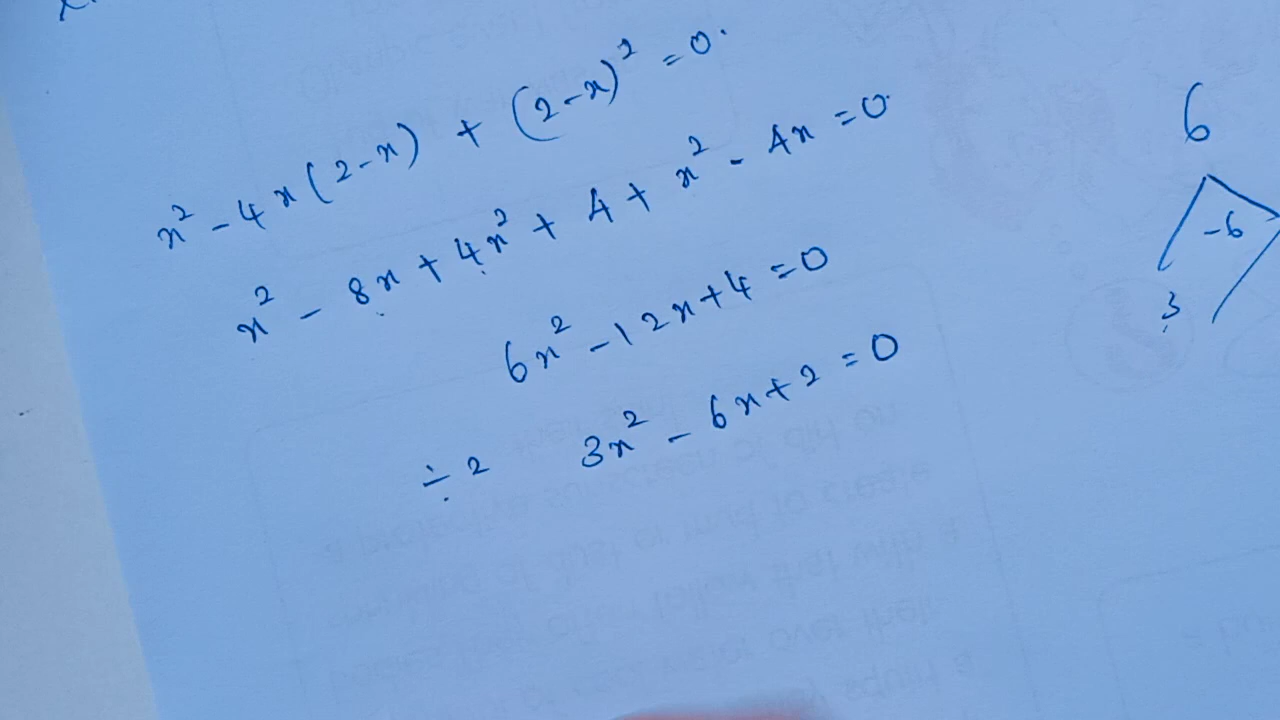 x² - 4x(2-x) + (2-x)² = 0.
x² - 8x + 4x² + 4 + x² - 4x = 0
6x² - 12x + 4 = 0
÷ 2 3x² - 6x + 2 = 0
6
-6
3